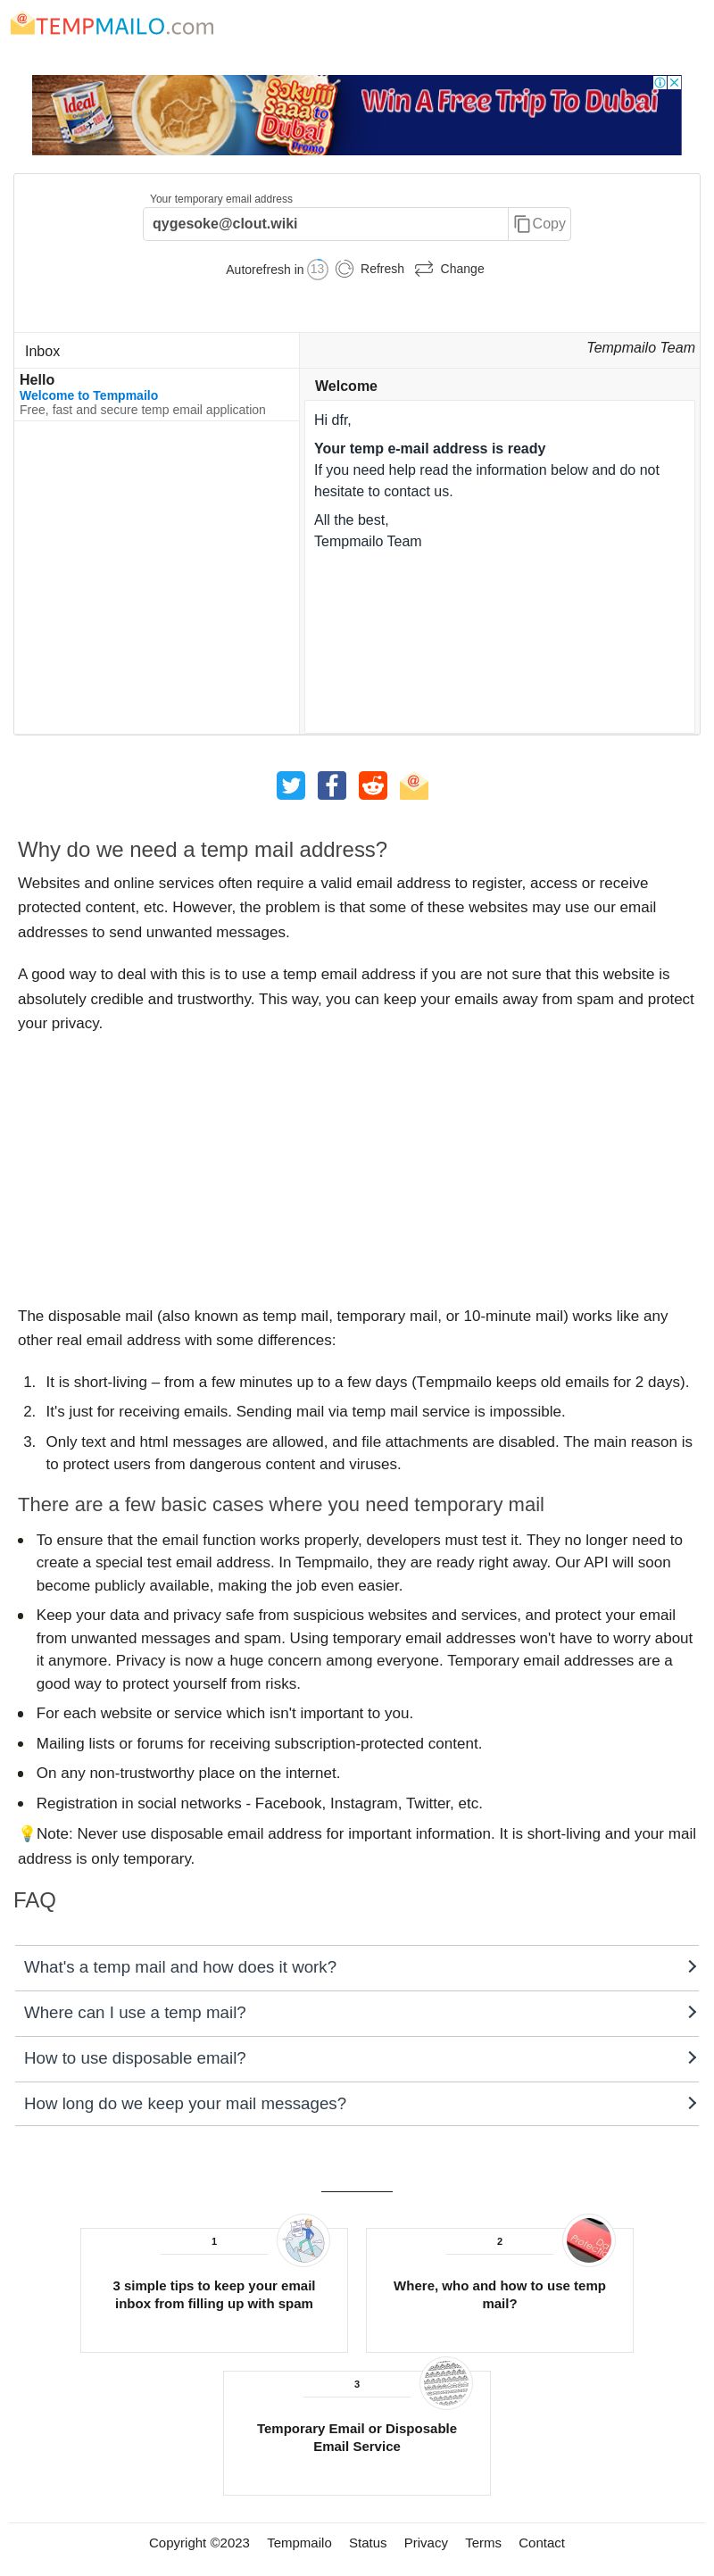 TEMPMAILO.com
Ideal
Sokyiii
Saaa to
Dubai
Promo
Win A Free Trip To Dubai
Your temporary email address
qygesoke@clout.wiki
Copy
Autorefresh in 13 Refresh Change
Inbox
Tempmailo Team
Hello
Welcome to Tempmailo
Free, fast and secure temp email application
Welcome
Hi dfr,
Your temp e-mail address is ready
If you need help read the information below and do not
hesitate to contact us.
All the best,
Tempmailo Team
Why do we need a temp mail address?
Websites and online services often require a valid email address to register, access or receive
protected content, etc. However, the problem is that some of these websites may use our email
addresses to send unwanted messages.
A good way to deal with this is to use a temp email address if you are not sure that this website is
absolutely credible and trustworthy. This way, you can keep your emails away from spam and protect
your privacy.
The disposable mail (also known as temp mail, temporary mail, or 10-minute mail) works like any
other real email address with some differences:
1. It is short-living – from a few minutes up to a few days (Tempmailo keeps old emails for 2 days).
2. It's just for receiving emails. Sending mail via temp mail service is impossible.
3. Only text and html messages are allowed, and file attachments are disabled. The main reason is
to protect users from dangerous content and viruses.
There are a few basic cases where you need temporary mail
• To ensure that the email function works properly, developers must test it. They no longer need to
create a special test email address. In Tempmailo, they are ready right away. Our API will soon
become publicly available, making the job even easier.
• Keep your data and privacy safe from suspicious websites and services, and protect your email
from unwanted messages and spam. Using temporary email addresses won't have to worry about
it anymore. Privacy is now a huge concern among everyone. Temporary email addresses are a
good way to protect yourself from risks.
• For each website or service which isn't important to you.
• Mailing lists or forums for receiving subscription-protected content.
• On any non-trustworthy place on the internet.
• Registration in social networks - Facebook, Instagram, Twitter, etc.
💡Note: Never use disposable email address for important information. It is short-living and your mail
address is only temporary.
FAQ
What's a temp mail and how does it work?
Where can I use a temp mail?
How to use disposable email?
How long do we keep your mail messages?
1
3 simple tips to keep your email
inbox from filling up with spam
2
Where, who and how to use temp
mail?
3
Temporary Email or Disposable
Email Service
Copyright ©2023 Tempmailo Status Privacy Terms Contact